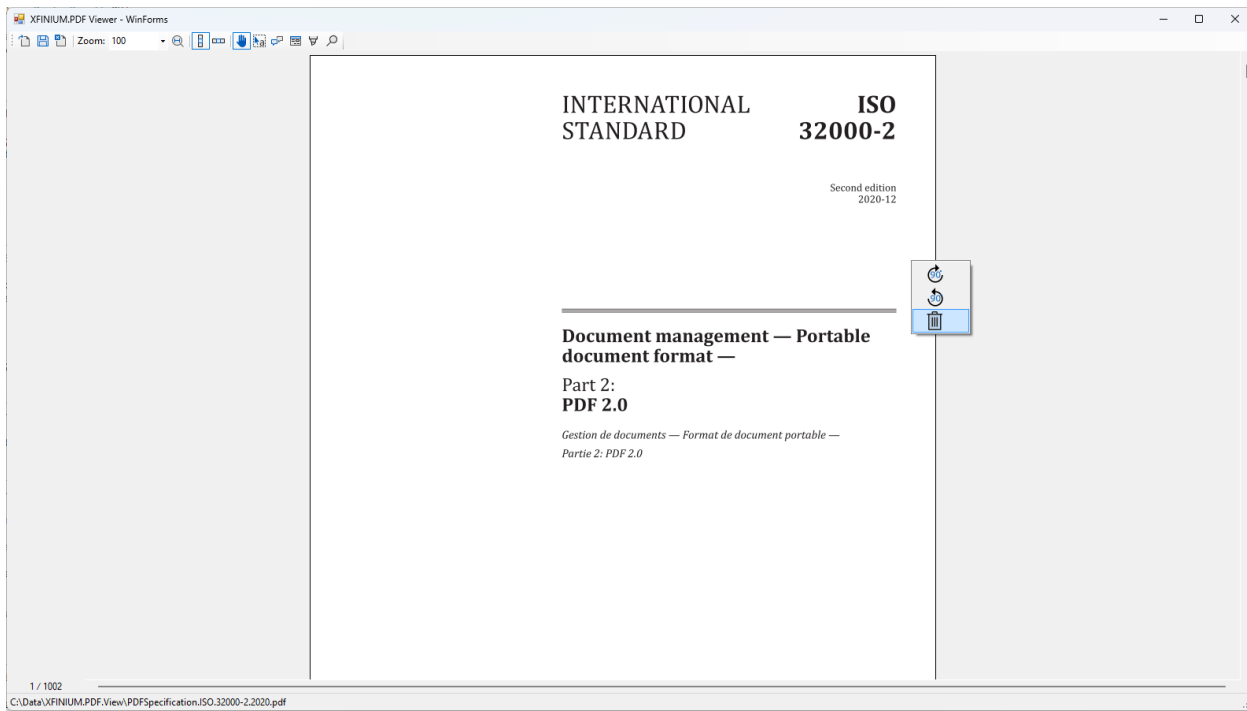 XFINIUM.PDF Viewer - WinForms
Zoom: 100
INTERNATIONAL STANDARD
ISO 32000-2
Second edition
2020-12
90
90
Document management — Portable
document format —
Part 2:
PDF 2.0
Gestion de documents — Format de document portable —
Partie 2: PDF 2.0
1 / 1002
C:\Data\XFINIUM.PDF.View\PDFSpecification.ISO.32000-2.2020.pdf